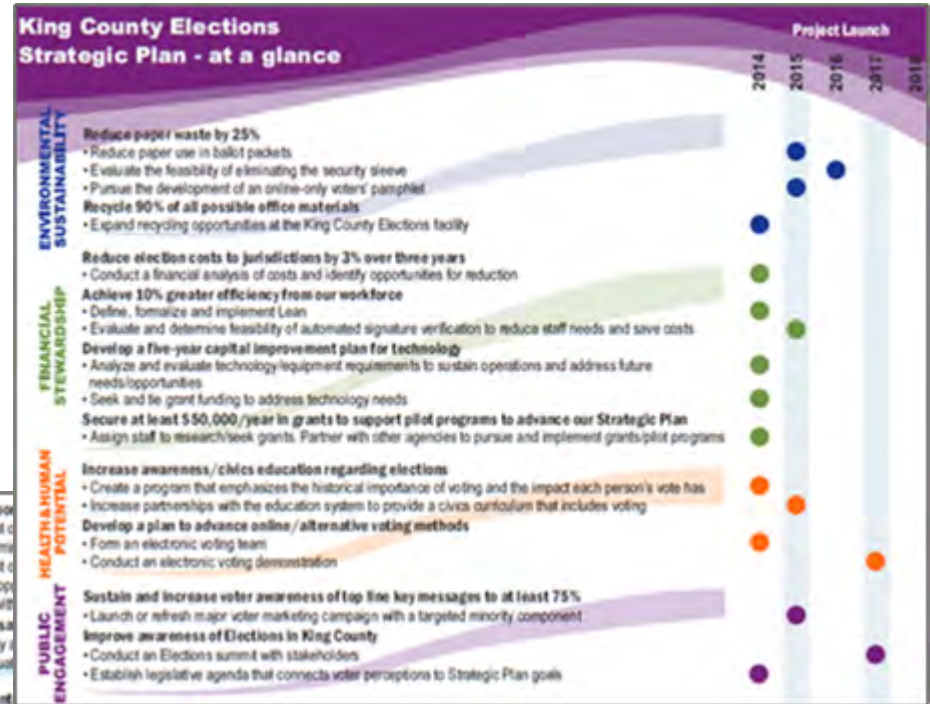 King County Elections
Strategic Plan - at a glance
Project Launch
2014
2015
2016
2017
2018
ENVIRONMENTAL
SUSTAINABILITY
Reduce paper waste by 25%
• Reduce paper use in ballot packets
• Evaluate the feasibility of eliminating the security sleeve
• Pursue the development of an online-only voters' pamphlet
Recycle 90% of all possible office materials
• Expand recycling opportunities at the King County Elections facility
FINANCIAL
STEWARDSHIP
Reduce election costs to jurisdictions by 3% over three years
• Conduct a financial analysis of costs and identify opportunities for reduction
Achieve 10% greater efficiency from our workforce
• Define, formalize and implement Lean
• Evaluate and determine feasibility of automated signature verification to reduce staff needs and save costs
Develop a five-year capital improvement plan for technology
• Analyze and evaluate technology/equipment requirements to sustain operations and address future
needs/opportunities
• Seek and tie grant funding to address technology needs
Secure at least $50,000/year in grants to support pilot programs to advance our Strategic Plan
• Assign staff to research/seek grants. Partner with other agencies to pursue and implement grants/pilot programs
HEALTH & HUMAN
POTENTIAL
Increase awareness/civics education regarding elections
• Create a program that emphasizes the historical importance of voting and the impact each person's vote has
• Increase partnerships with the education system to provide a civics curriculum that includes voting
Develop a plan to advance online/alternative voting methods
• Form an electronic voting team
• Conduct an electronic voting demonstration
PUBLIC
ENGAGEMENT
Sustain and increase voter awareness of top line key messages to at least 75%
• Launch or refresh major voter marketing campaign with a targeted minority component
Improve awareness of Elections in King County
• Conduct an Elections summit with stakeholders
• Establish legislative agenda that connects voter perceptions to Strategic Plan goals